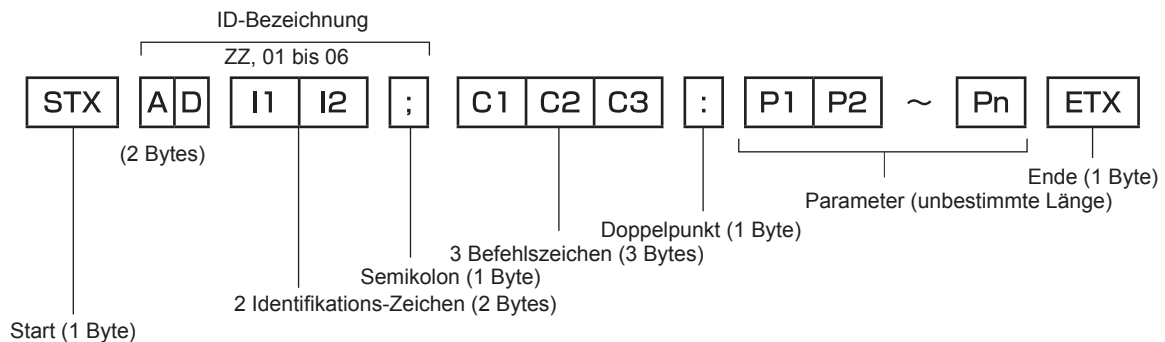 ID-Bezeichnung
ZZ, 01 bis 06
STX A D I1 I2 ; C1 C2 C3 : P1 P2 ～ Pn ETX
(2 Bytes)
Ende (1 Byte)
Parameter (unbestimmte Länge)
Doppelpunkt (1 Byte)
3 Befehlszeichen (3 Bytes)
Semikolon (1 Byte)
2 Identifikations-Zeichen (2 Bytes)
Start (1 Byte)